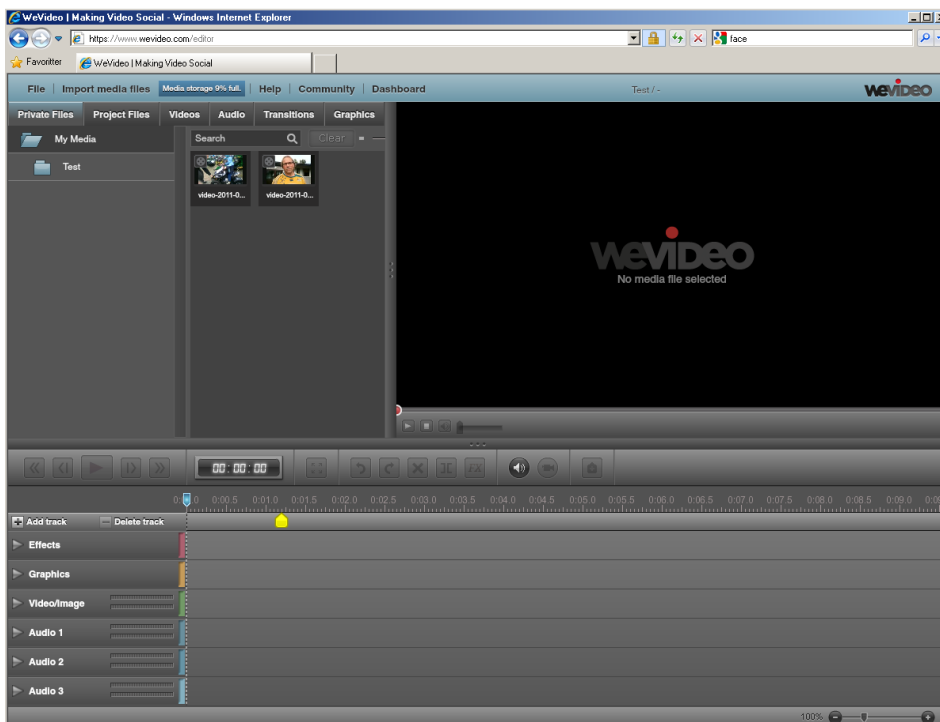 WeVideo | Making Video Social - Windows Internet Explorer
https://www.wevideo.com/editor
face
Favoritter
WeVideo | Making Video Social
File | Import media files
Media storage 9% full.
Help | Community | Dashboard
Test / -
WEVIDEO
Private Files
Project Files
Videos
Audio
Transitions
Graphics
My Media
Search
Clear
Test
video-2011-0...
video-2011-0...
WEVIDEO
No media file selected
00:00:00
FX
0:00.5 0:01.0 0:01.5 0:02.0 0:02.5 0:03.0 0:03.5 0:04.0 0:04.5 0:05.0 0:05.5 0:06.0 0:06.5 0:07.0 0:07.5 0:08.0 0:08.5 0:09.0
Add track
Delete track
Effects
Graphics
Video/Image
Audio 1
Audio 2
Audio 3
100%